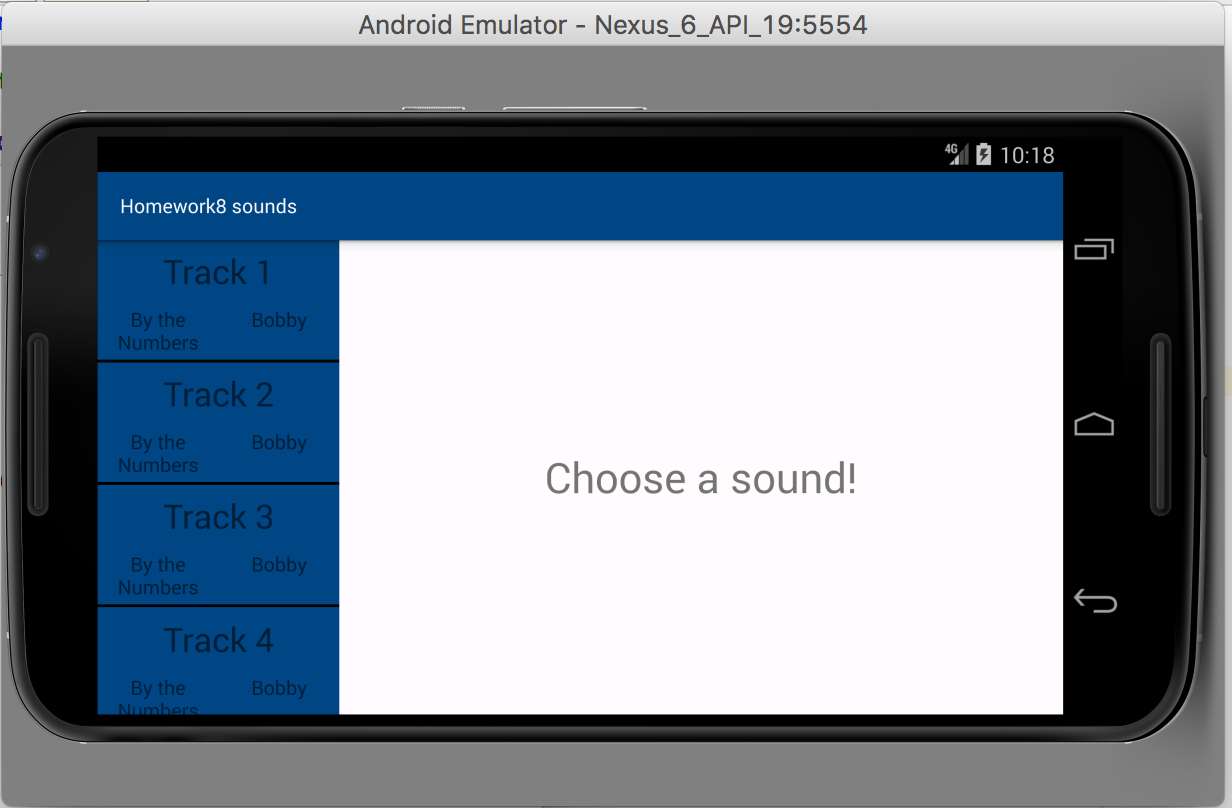 Android Emulator - Nexus_6_API_19:5554
4G 10:18
Homework8 sounds
Track 1
By the Bobby
Numbers
Track 2
By the Bobby
Numbers
Track 3
By the Bobby
Numbers
Track 4
By the Bobby
Numbers
Choose a sound!